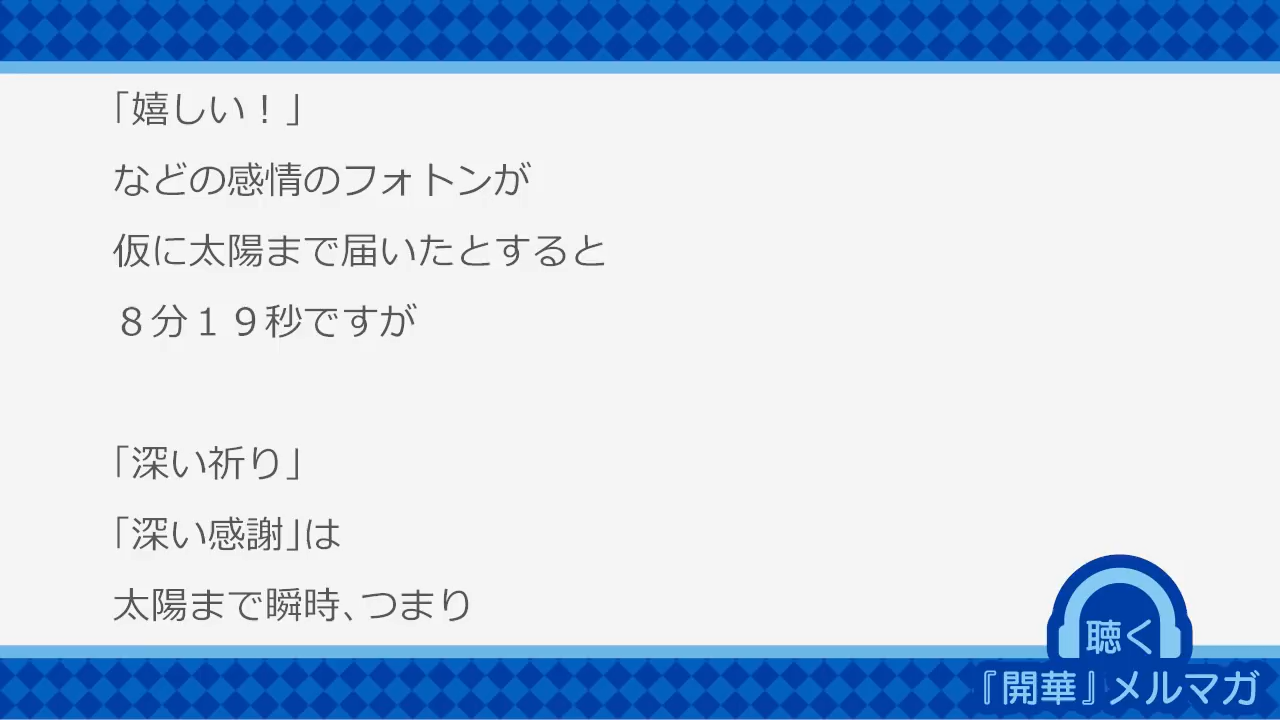 「嬉しい！」
などの感情のフォトンが
仮に太陽まで届いたとすると
８分１９秒ですが
「深い祈り」
「深い感謝」は
太陽まで瞬時、つまり
聴く
『開華』メルマガ